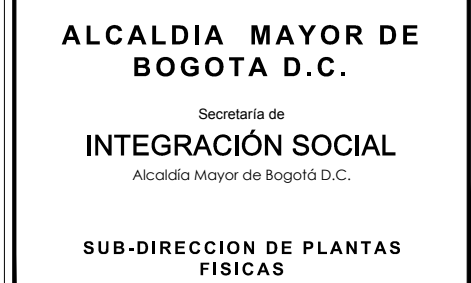 ALCALDIA MAYOR DE
BOGOTA D.C.
Secretaría de
INTEGRACIÓN SOCIAL
Alcaldía Mayor de Bogotá D.C.
SUB-DIRECCION DE PLANTAS
FISICAS